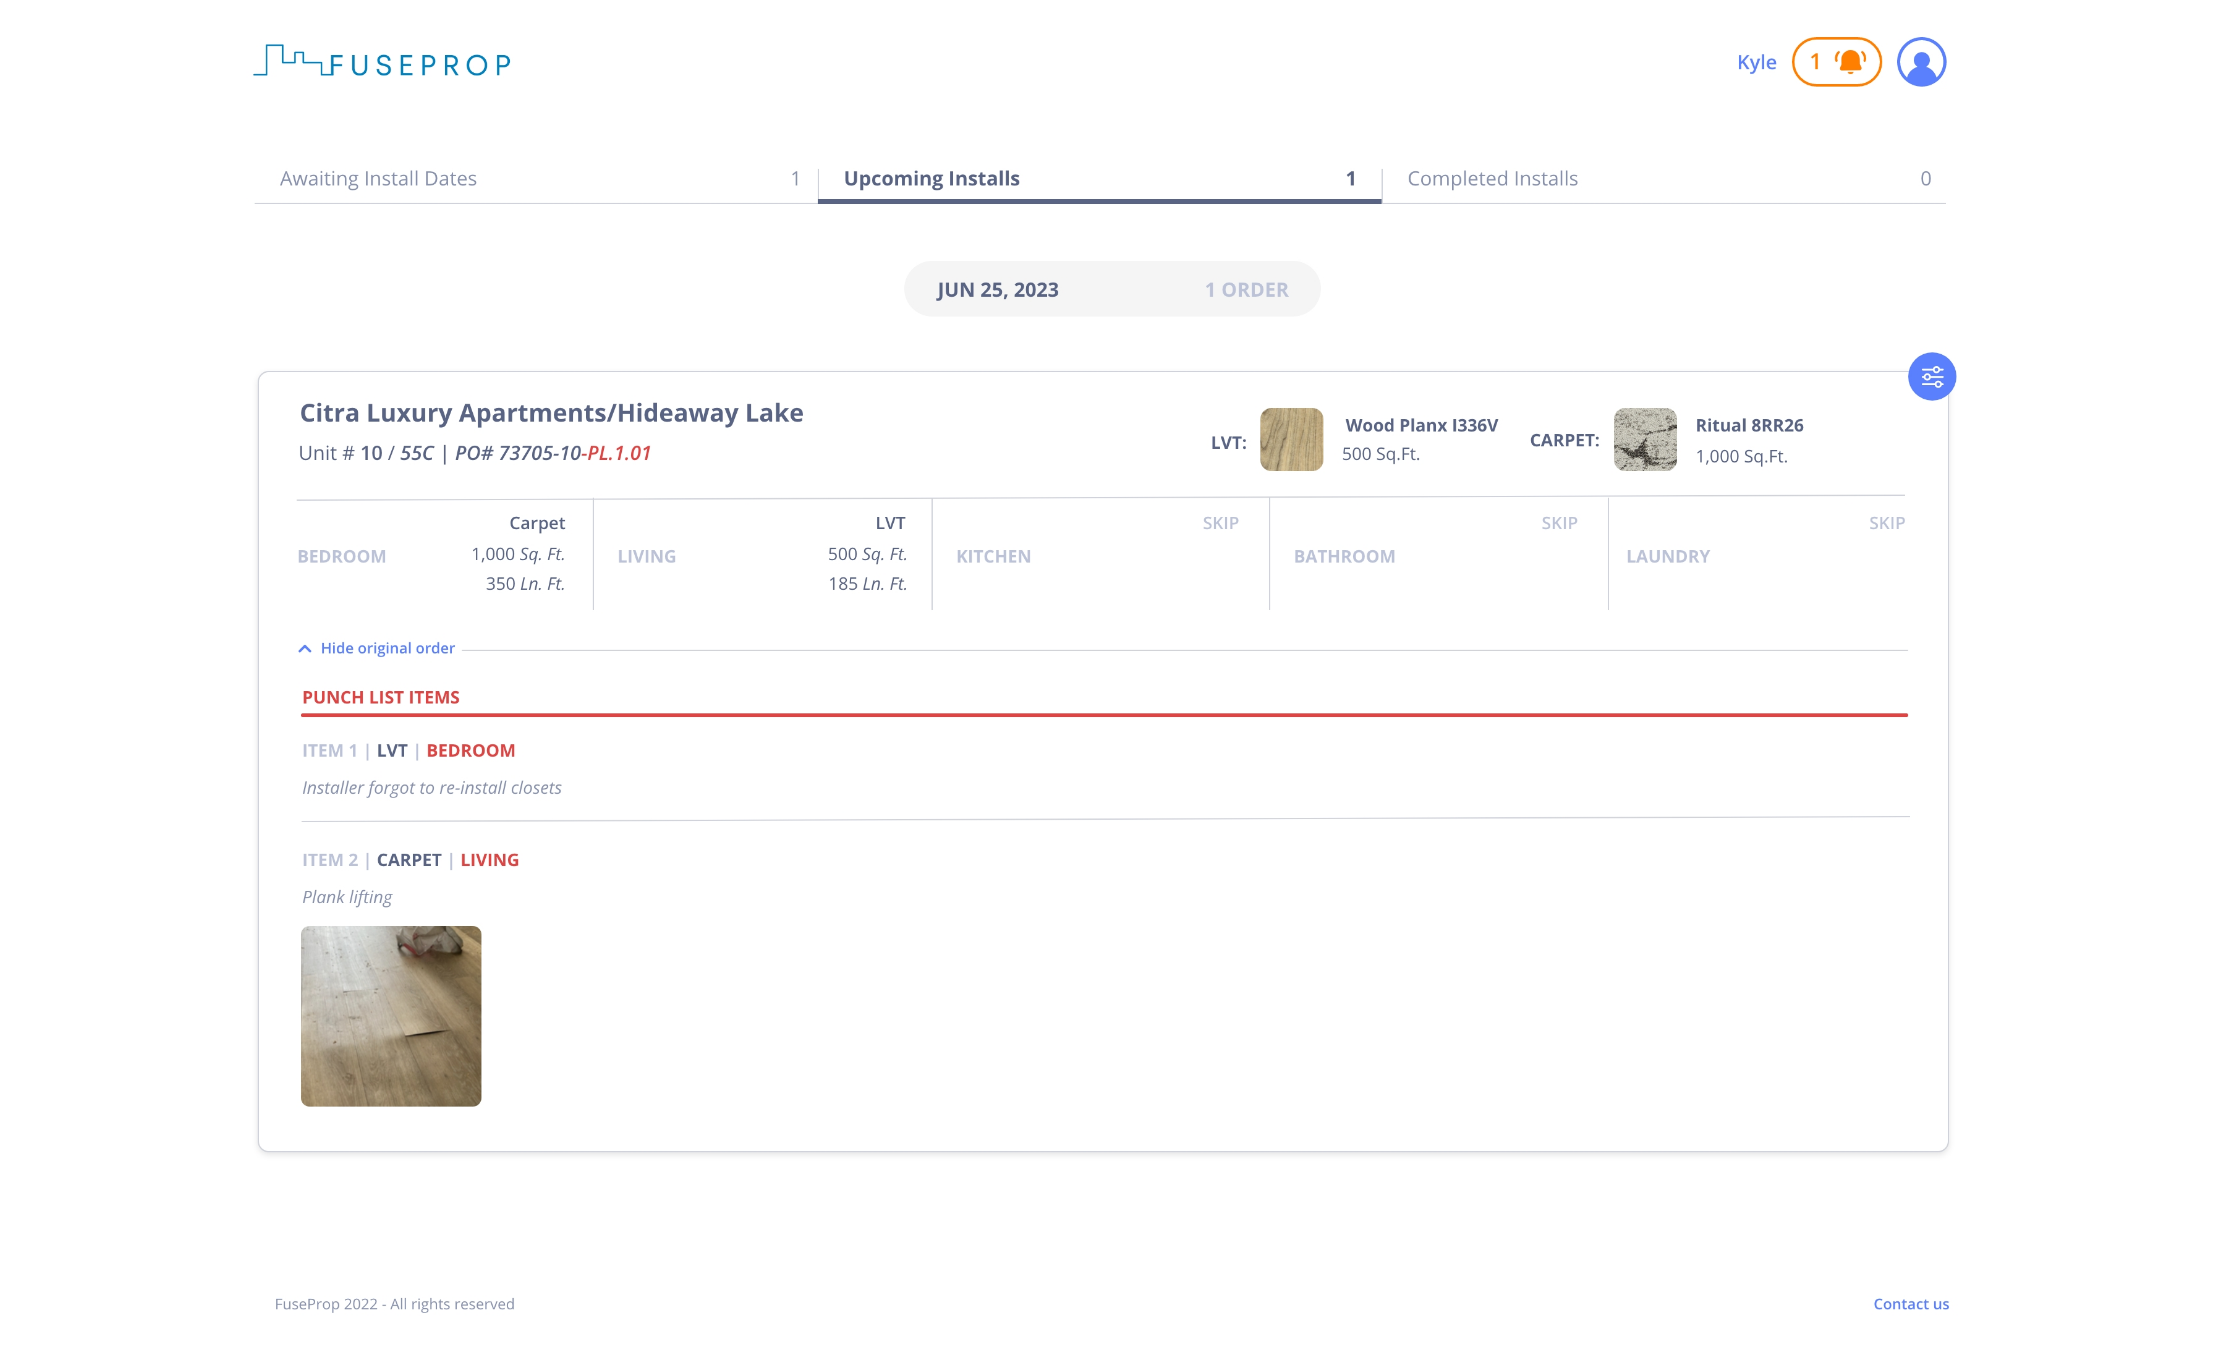 FUSEPROP
Kyle 1
Awaiting Install Dates 1
Upcoming Installs 1
Completed Installs 0
JUN 25, 2023 1 ORDER
Citra Luxury Apartments/Hideaway Lake
Unit # 10 / 55C | PO# 73705-10-PL.1.01
LVT:
Wood Planx I336V
500 Sq.Ft.
CARPET:
Ritual 8RR26
1,000 Sq.Ft.
BEDROOM
Carpet
1,000 Sq. Ft.
350 Ln. Ft.
LIVING
LVT
500 Sq. Ft.
185 Ln. Ft.
KITCHEN
SKIP
BATHROOM
SKIP
LAUNDRY
SKIP
Hide original order
PUNCH LIST ITEMS
ITEM 1 | LVT | BEDROOM
Installer forgot to re-install closets
ITEM 2 | CARPET | LIVING
Plank lifting
FuseProp 2022 - All rights reserved
Contact us